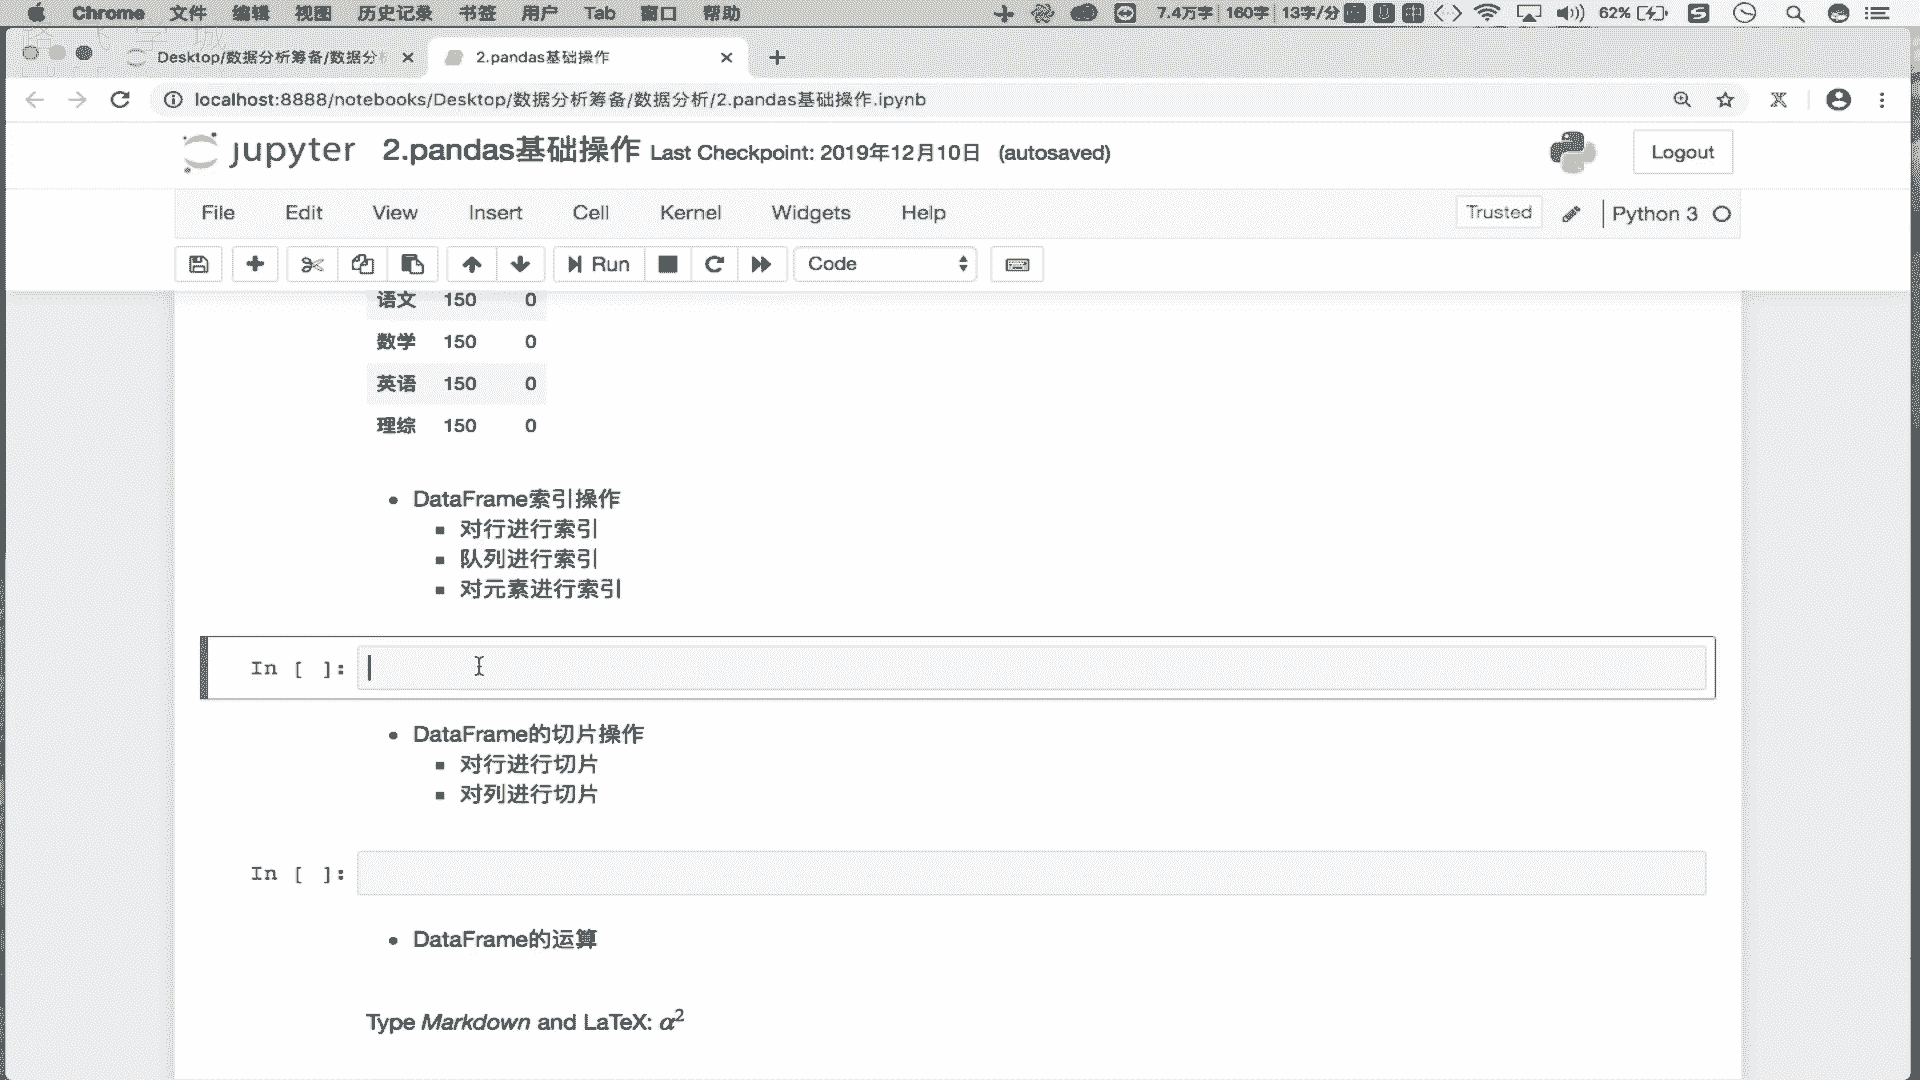 Chrome 文件 编辑 视图 历史记录 书签 用户 Tab 窗口 帮助 7.4万字 160字 13字/分 62%
Desktop/数据分析筹备/数据分 2.pandas基础操作
localhost:8888/notebooks/Desktop/数据分析筹备/数据分析/2.pandas基础操作.ipynb
jupyter 2.pandas基础操作 Last Checkpoint: 2019年12月10日 (autosaved) Logout
File Edit View Insert Cell Kernel Widgets Help Trusted Python 3
Run Code
语文 150 0
数学 150 0
英语 150 0
理综 150 0
DataFrame索引操作
对行进行索引
队列进行索引
对元素进行索引
In [ ]:
DataFrame的切片操作
对行进行切片
对列进行切片
In [ ]:
DataFrame的运算
Type Markdown and LaTeX: α²